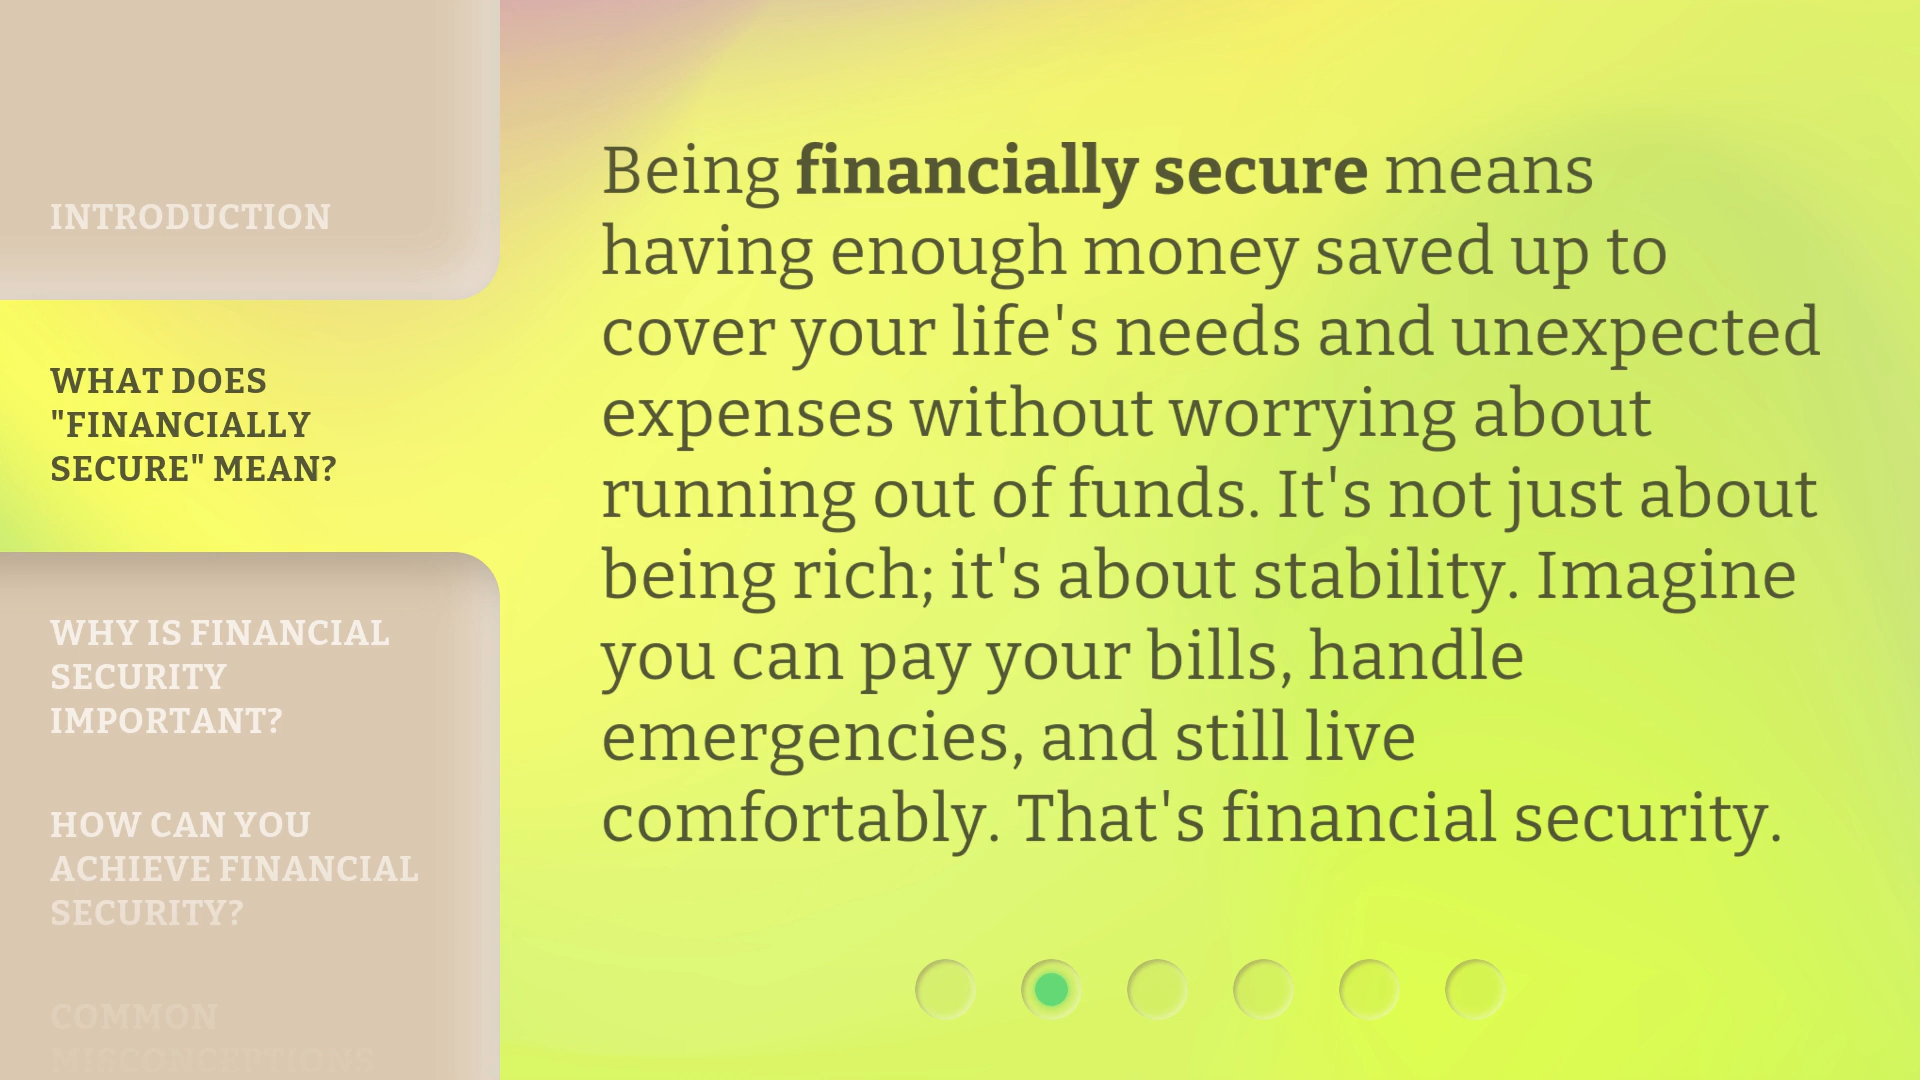 INTRODUCTION
WHAT DOES
"FINANCIALLY
SECURE" MEAN?
WHY IS FINANCIAL
SECURITY
IMPORTANT?
HOW CAN YOU
ACHIEVE FINANCIAL
SECURITY?
COMMON
MISCONCEPTIONS
Being financially secure means
having enough money saved up to
cover your life's needs and unexpected
expenses without worrying about
running out of funds. It's not just about
being rich; it's about stability. Imagine
you can pay your bills, handle
emergencies, and still live
comfortably. That's financial security.